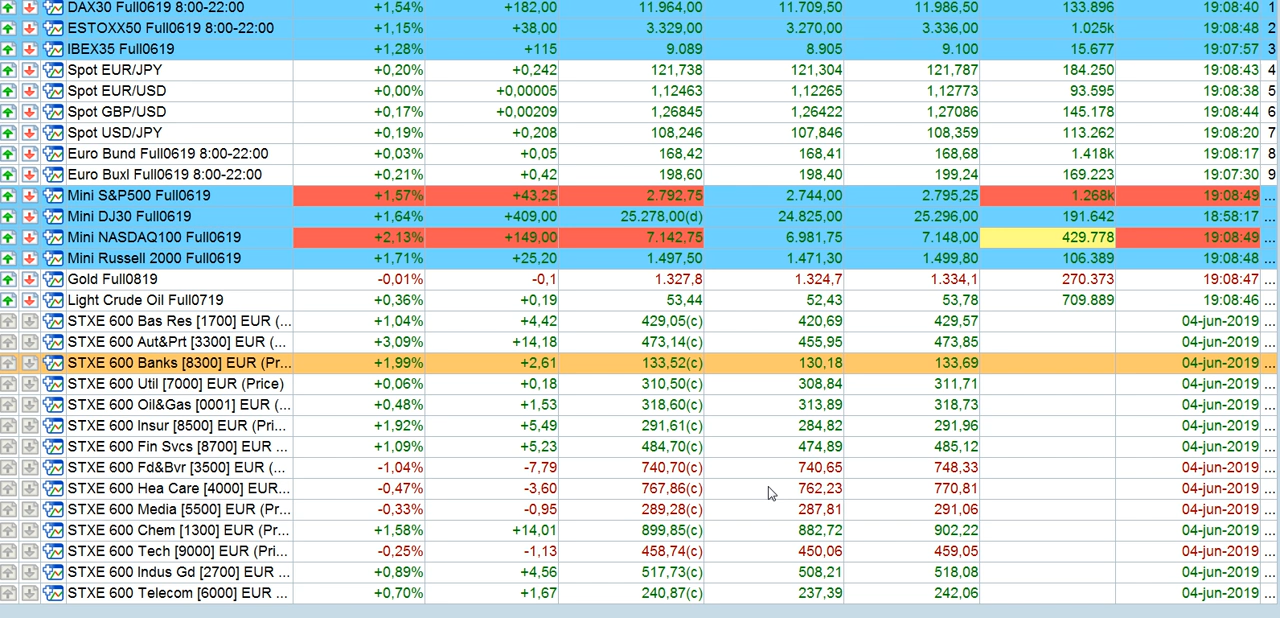 DAX30 Full0619 8:00-22:00 +1,54% +182,00 11.964,00 11.709,50 11.986,50 133.896 19:08:40 1
ESTOXX50 Full0619 8:00-22:00 +1,15% +38,00 3.329,00 3.270,00 3.336,00 1.025k 19:08:48 2
IBEX35 Full0619 +1,28% +115 9.089 8.905 9.100 15.677 19:07:57 3
Spot EUR/JPY +0,20% +0,242 121,738 121,304 121,787 184.250 19:08:43 4
Spot EUR/USD +0,00% +0,00005 1,12463 1,12265 1,12773 93.595 19:08:38 5
Spot GBP/USD +0,17% +0,00209 1,26845 1,26422 1,27086 145.178 19:08:44 6
Spot USD/JPY +0,19% +0,208 108,246 107,846 108,359 113.262 19:08:20 7
Euro Bund Full0619 8:00-22:00 +0,03% +0,05 168,42 168,41 168,68 1.418k 19:08:17 8
Euro Buxl Full0619 8:00-22:00 +0,21% +0,42 198,60 198,40 199,24 169.223 19:07:30 9
Mini S&P500 Full0619 +1,57% +43,25 2.792,75 2.744,00 2.795,25 1.268k 19:08:49 ...
Mini DJ30 Full0619 +1,64% +409,00 25.278,00(d) 24.825,00 25.296,00 191.642 18:58:17 ...
Mini NASDAQ100 Full0619 +2,13% +149,00 7.142,75 6.981,75 7.148,00 429.778 19:08:49 ...
Mini Russell 2000 Full0619 +1,71% +25,20 1.497,50 1.471,30 1.499,80 106.389 19:08:48 ...
Gold Full0819 -0,01% -0,1 1.327,8 1.324,7 1.334,1 270.373 19:08:47 ...
Light Crude Oil Full0719 +0,36% +0,19 53,44 52,43 53,78 709.889 19:08:46 ...
STXE 600 Bas Res [1700] EUR (... +1,04% +4,42 429,05(c) 420,69 429,57 04-jun-2019 ...
STXE 600 Aut&Prt [3300] EUR (... +3,09% +14,18 473,14(c) 455,95 473,85 04-jun-2019 ...
STXE 600 Banks [8300] EUR (Pr... +1,99% +2,61 133,52(c) 130,18 133,69 04-jun-2019 ...
STXE 600 Util [7000] EUR (Price) +0,06% +0,18 310,50(c) 308,84 311,71 04-jun-2019 ...
STXE 600 Oil&Gas [0001] EUR (... +0,48% +1,53 318,60(c) 313,89 318,73 04-jun-2019 ...
STXE 600 Insur [8500] EUR (Pri... +1,92% +5,49 291,61(c) 284,82 291,96 04-jun-2019 ...
STXE 600 Fin Svcs [8700] EUR ... +1,09% +5,23 484,70(c) 474,89 485,12 04-jun-2019 ...
STXE 600 Fd&Bvr [3500] EUR (... -1,04% -7,79 740,70(c) 740,65 748,33 04-jun-2019 ...
STXE 600 Hea Care [4000] EUR... -0,47% -3,60 767,86(c) 762,23 770,81 04-jun-2019 ...
STXE 600 Media [5500] EUR (Pr... -0,33% -0,95 289,28(c) 287,81 291,06 04-jun-2019 ...
STXE 600 Chem [1300] EUR (Pr... +1,58% +14,01 899,85(c) 882,72 902,22 04-jun-2019 ...
STXE 600 Tech [9000] EUR (Pri... -0,25% -1,13 458,74(c) 450,06 459,05 04-jun-2019 ...
STXE 600 Indus Gd [2700] EUR ... +0,89% +4,56 517,73(c) 508,21 518,08 04-jun-2019 ...
STXE 600 Telecom [6000] EUR ... +0,70% +1,67 240,87(c) 237,39 242,06 04-jun-2019 ...